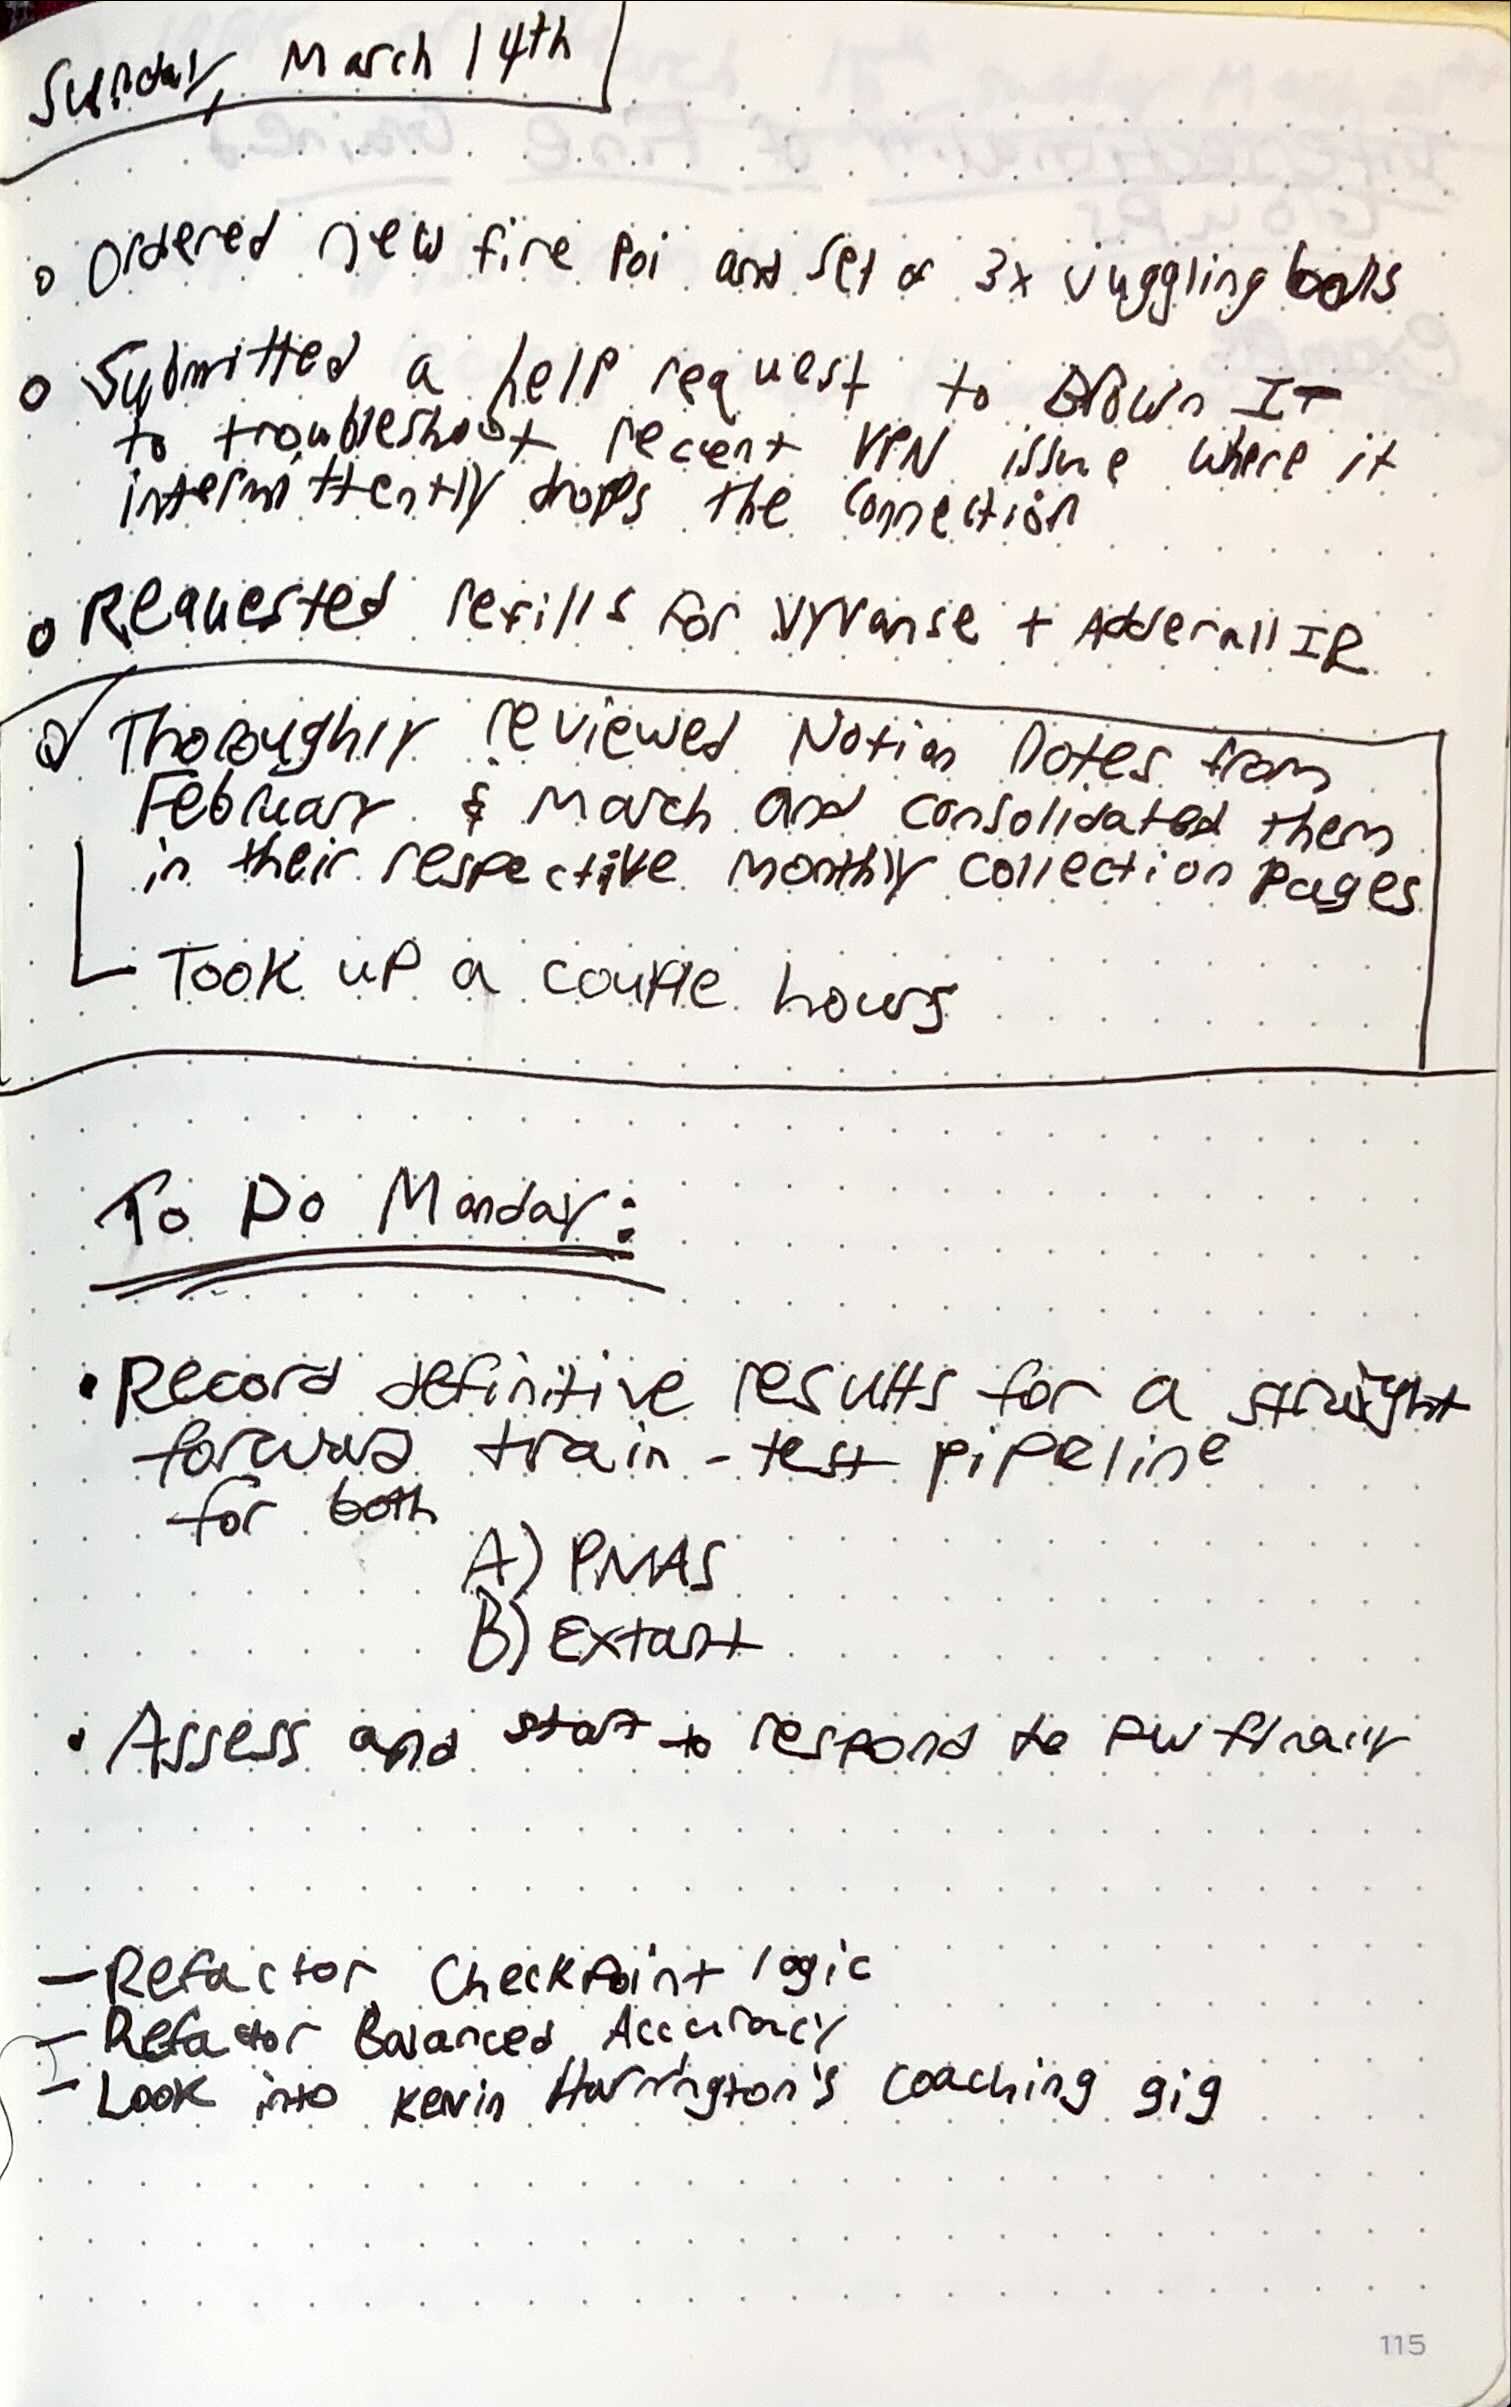 Sunday, March 14th
Ordered new fire poi and set of 3x juggling balls
Submitted a help request to Brown IT
to troubleshoot recent VPN issue where it
intermittently drops the connection
Requested refills for Vyvanse + Adderall IR
Thoroughly reviewed Notion notes from
February & March and consolidated them
in their respective monthly collection pages
Took up a couple hours
To Do Monday:
• Record definitive results for a straight
forward train-test pipeline
for both
A) PNAS
B) Extant
• Assess and start to respond to
- Refactor Checkpoint logic
- Refactor Balanced Accuracy
- Look into Kevin Harrington's coaching gig
115